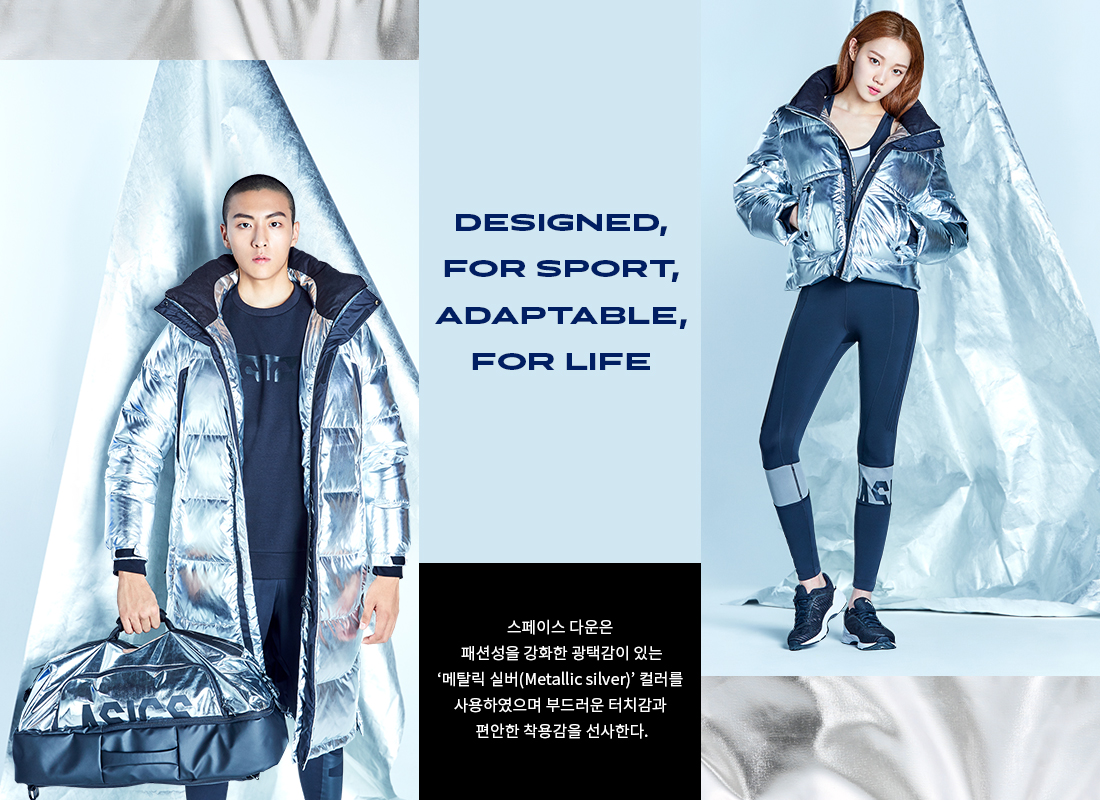 DESIGNED,
FOR SPORT,
ADAPTABLE,
FOR LIFE
스페이스 다운은
패션성을 강화한 광택감이 있는
‘메탈릭 실버(Metallic silver)’ 컬러를
사용하였으며 부드러운 터치감과
편안한 착용감을 선사한다.
ASICS